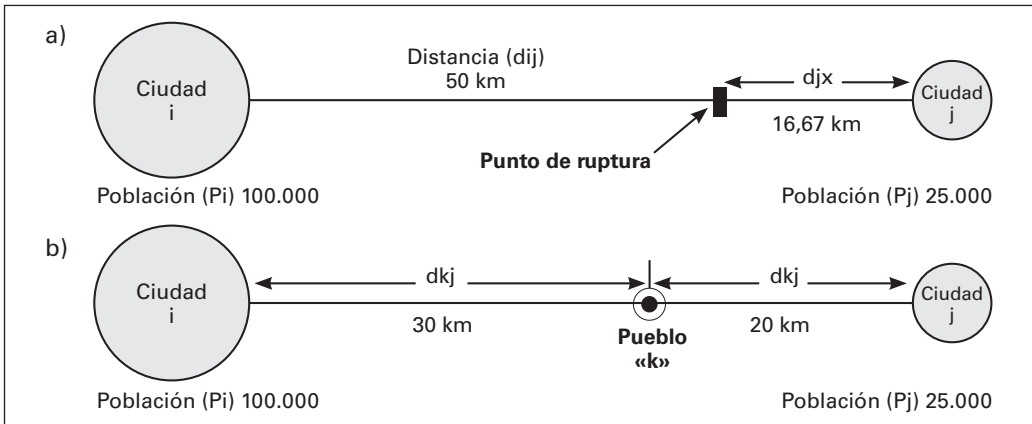 a)
Ciudad
i
Distancia (dij)
50 km
djx
16,67 km
Ciudad
j
Punto de ruptura
Población (Pi) 100.000
Población (Pj) 25.000
b)
Ciudad
i
dkj
30 km
dkj
20 km
Ciudad
j
Pueblo
«k»
Población (Pi) 100.000
Población (Pj) 25.000